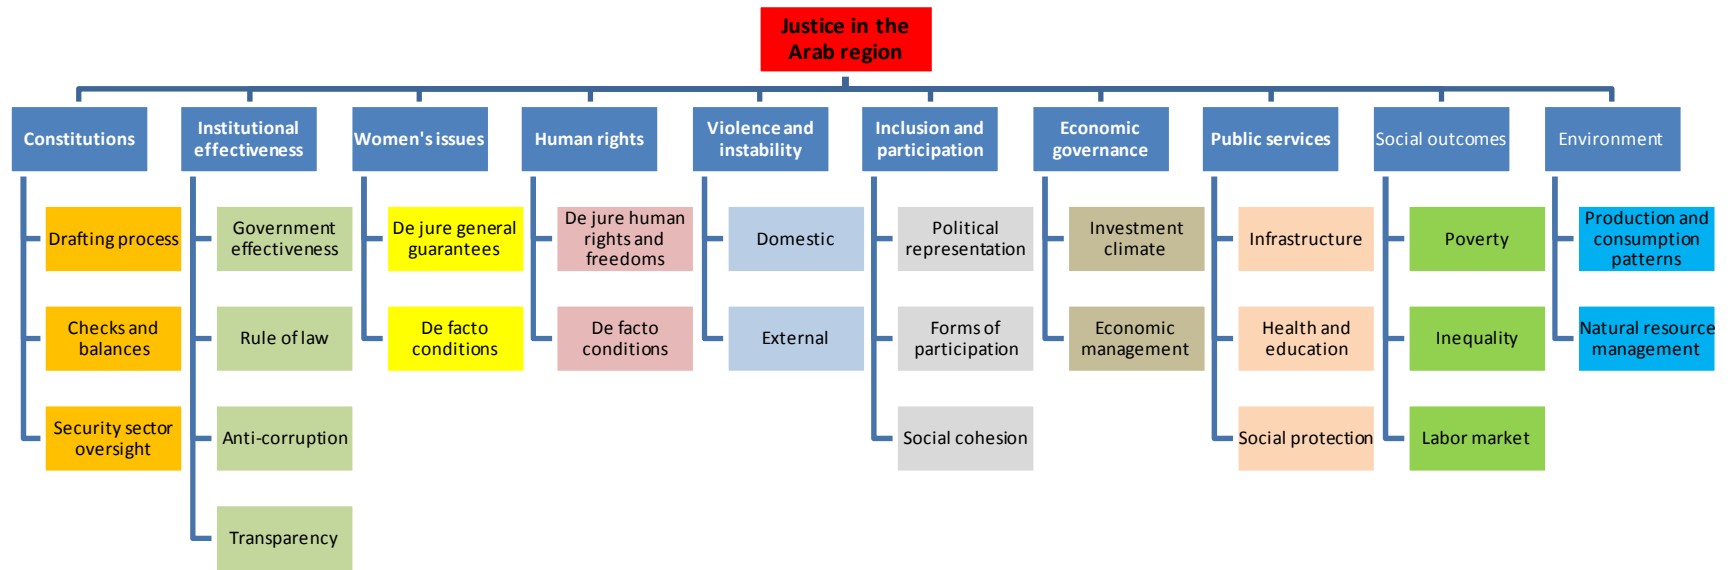 Justice in the
Arab region
Constitutions
Institutional
effectiveness
Women's issues
Human rights
Violence and
instability
Inclusion and
participation
Economic
governance
Public services
Social outcomes
Environment
Drafting process
Checks and
balances
Security sector
oversight
Government
effectiveness
Rule of law
Anti-corruption
Transparency
De jure general
guarantees
De facto
conditions
De jure human
rights and
freedoms
De facto
conditions
Domestic
External
Political
representation
Forms of
participation
Social cohesion
Investment
climate
Economic
management
Infrastructure
Health and
education
Social protection
Poverty
Inequality
Labor market
Production and
consumption
patterns
Natural resource
management